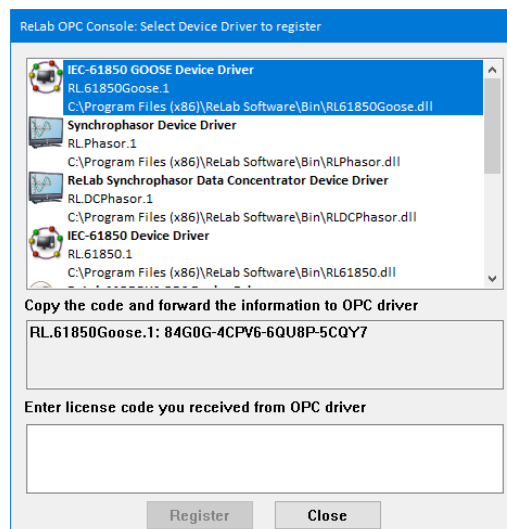 ReLab OPC Console: Select Device Driver to register
IEC-61850 GOOSE Device Driver
RL.61850Goose.1
C:\Program Files (x86)\ReLab Software\Bin\RL61850Goose.dll
Synchrophasor Device Driver
RL.Phasor.1
C:\Program Files (x86)\ReLab Software\Bin\RLPhasor.dll
ReLab Synchrophasor Data Concentrator Device Driver
RL.DCPhasor.1
C:\Program Files (x86)\ReLab Software\Bin\RLDCPhasor.dll
IEC-61850 Device Driver
RL.61850.1
C:\Program Files (x86)\ReLab Software\Bin\RL61850.dll
Copy the code and forward the information to OPC driver
RL.61850Goose.1: 84G0G-4CPV6-6QU8P-5CQY7
Enter license code you received from OPC driver
Register
Close